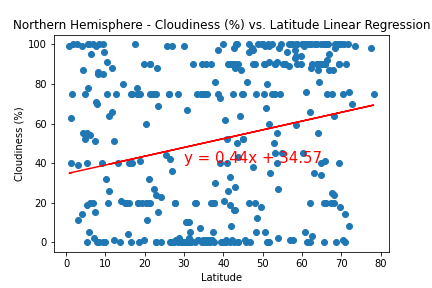 Northern Hemisphere - Cloudiness (%) vs. Latitude Linear Regression
100
80
60
40
20
0
Cloudiness (%)
y = 0.44x + 34.57
0 10 20 30 40 50 60 70 80
Latitude